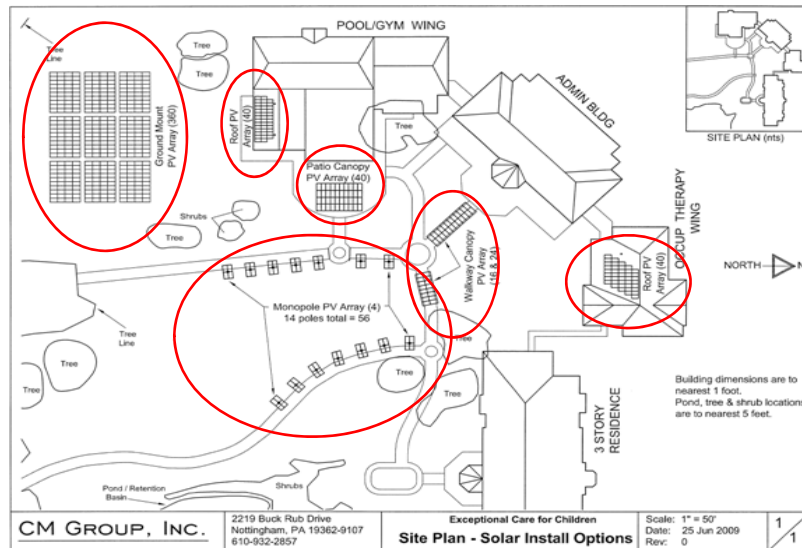 POOL/GYM WING
Tree
Tree
Tree
Line
Ground Mount
PV Array (360)
Roof PV
Array (40)
Tree
Patio Canopy
PV Array (40)
ADMIN BLDG
SITE PLAN (nts)
Shrubs
Tree
Walkway Canopy
PV Array
(16 & 24)
OCCUP THERAPY
WING
Roof PV
Array (40)
NORTH
N
Monopole PV Array (4)
14 poles total = 56
Tree
Line
Tree
Tree
Tree
Tree
Tree
3 STORY
RESIDENCE
Building dimensions are to
nearest 1 foot.
Pond, tree & shrub locations
are to nearest 5 feet.
Pond / Retention
Basin
Shrubs
CM GROUP, INC.
2219 Buck Rub Drive
Nottingham, PA 19362-9107
610-932-2857
Exceptional Care for Children
Site Plan - Solar Install Options
Scale: 1" = 50'
Date: 25 Jun 2009
Rev: 0
1/1